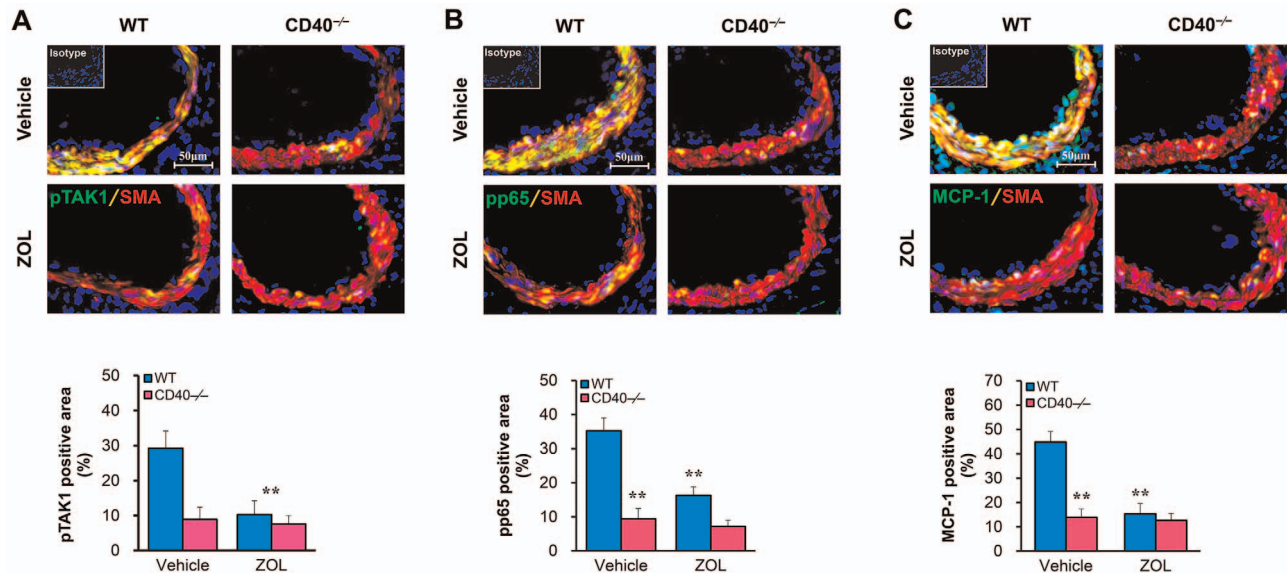 A
WT
CD40⁻/⁻
Vehicle
Isotype
50µm
ZOL
pTAK1/SMA
pTAK1 positive area
(%)
50
40
30
20
10
0
WT
CD40-/-
**
Vehicle
ZOL
B
WT
CD40⁻/⁻
Vehicle
Isotype
50µm
ZOL
pp65/SMA
pp65 positive area
(%)
50
40
30
20
10
0
WT
CD40-/-
**
**
Vehicle
ZOL
C
WT
CD40⁻/⁻
Vehicle
Isotype
50µm
ZOL
MCP-1/SMA
MCP-1 positive area
(%)
70
60
50
40
30
20
10
0
WT
CD40-/-
**
**
Vehicle
ZOL